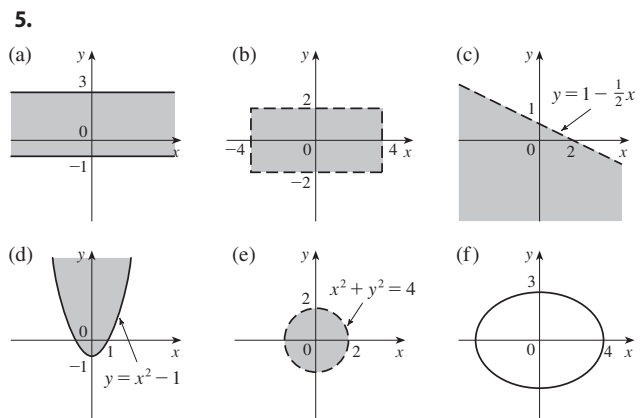 5.
(a)
y
3
0
x
−1
(b)
y
2
−4
0
4
x
−2
(c)
y
1
y = 1 − 1/2 x
0
2
x
(d)
y
0
1
x
−1
y = x² − 1
(e)
y
2
x² + y² = 4
0
2
x
(f)
y
3
0
4
x